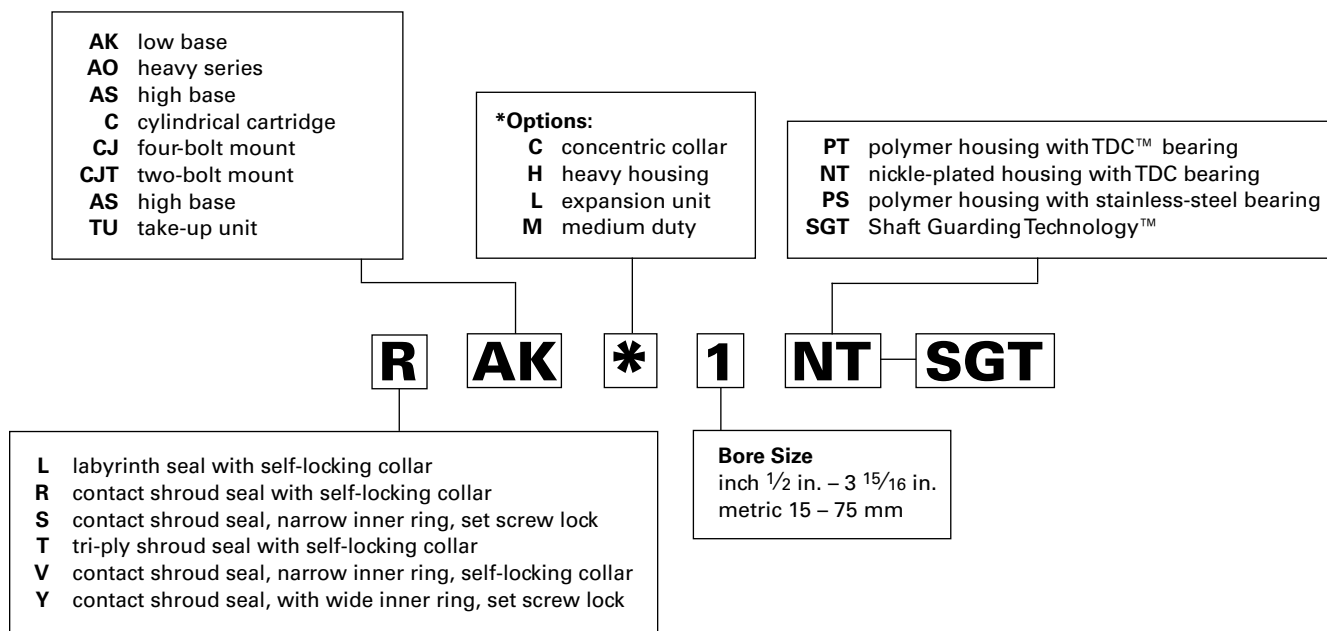 AK low base
AO heavy series
AS high base
C cylindrical cartridge
CJ four-bolt mount
CJT two-bolt mount
AS high base
TU take-up unit
*Options:
C concentric collar
H heavy housing
L expansion unit
M medium duty
PT polymer housing with TDC™ bearing
NT nickle-plated housing with TDC bearing
PS polymer housing with stainless-steel bearing
SGT Shaft Guarding Technology™
R AK * 1 NT SGT
L labyrinth seal with self-locking collar
R contact shroud seal with self-locking collar
S contact shroud seal, narrow inner ring, set screw lock
T tri-ply shroud seal with self-locking collar
V contact shroud seal, narrow inner ring, self-locking collar
Y contact shroud seal, with wide inner ring, set screw lock
Bore Size
inch 1/2 in. – 3 15/16 in.
metric 15 – 75 mm